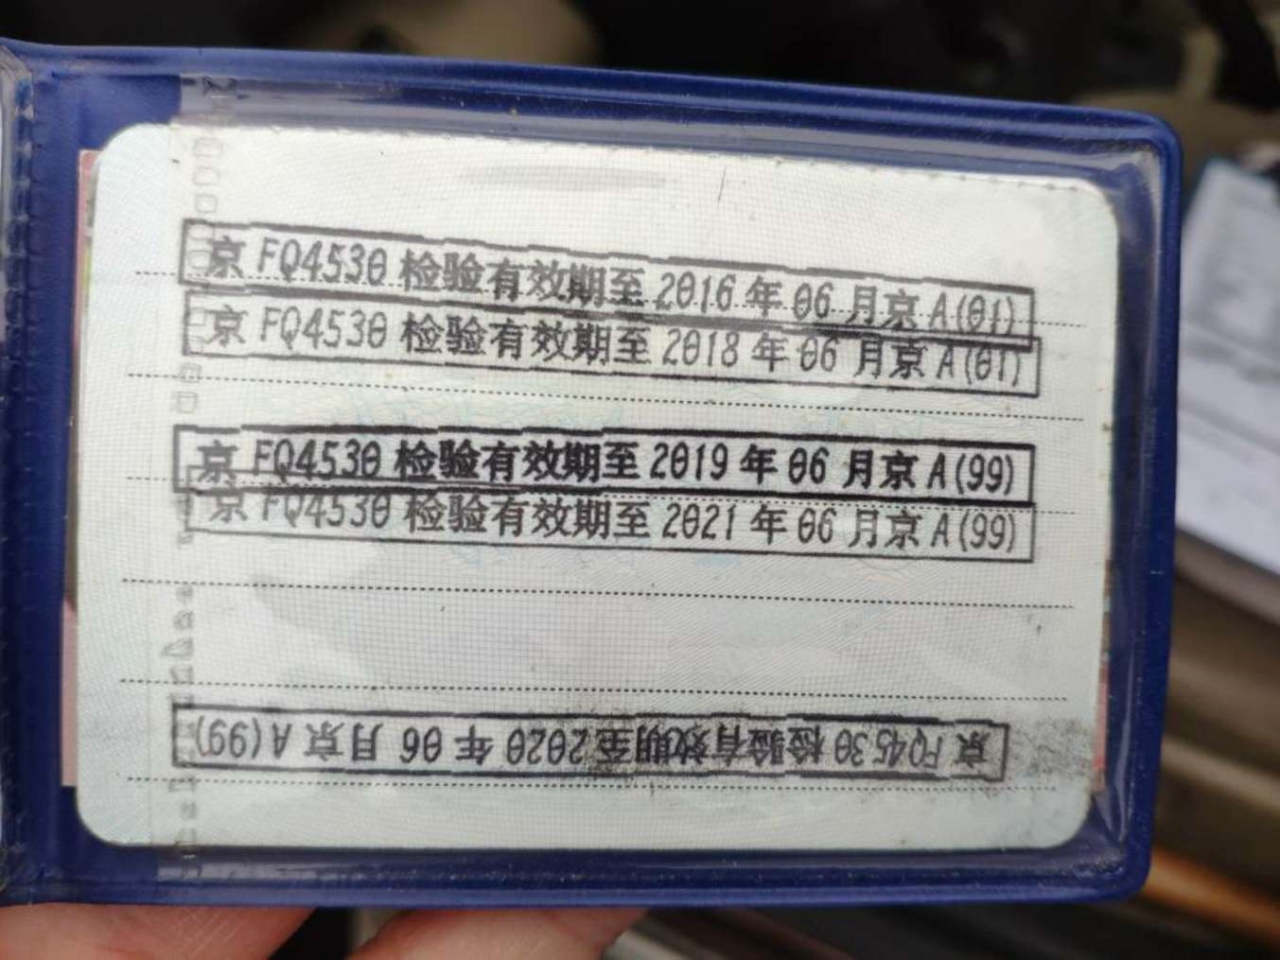 京 FQ4530 检验有效期至 2016 年 06 月京 A(01)
京 FQ4530 检验有效期至 2018 年 06 月京 A(01)
京 FQ4530 检验有效期至 2019 年 06 月京 A(99)
京 FQ4530 检验有效期至 2021 年 06 月京 A(99)
京 FQ4530 检验有效期至 2020 年 06 月京 A(99)